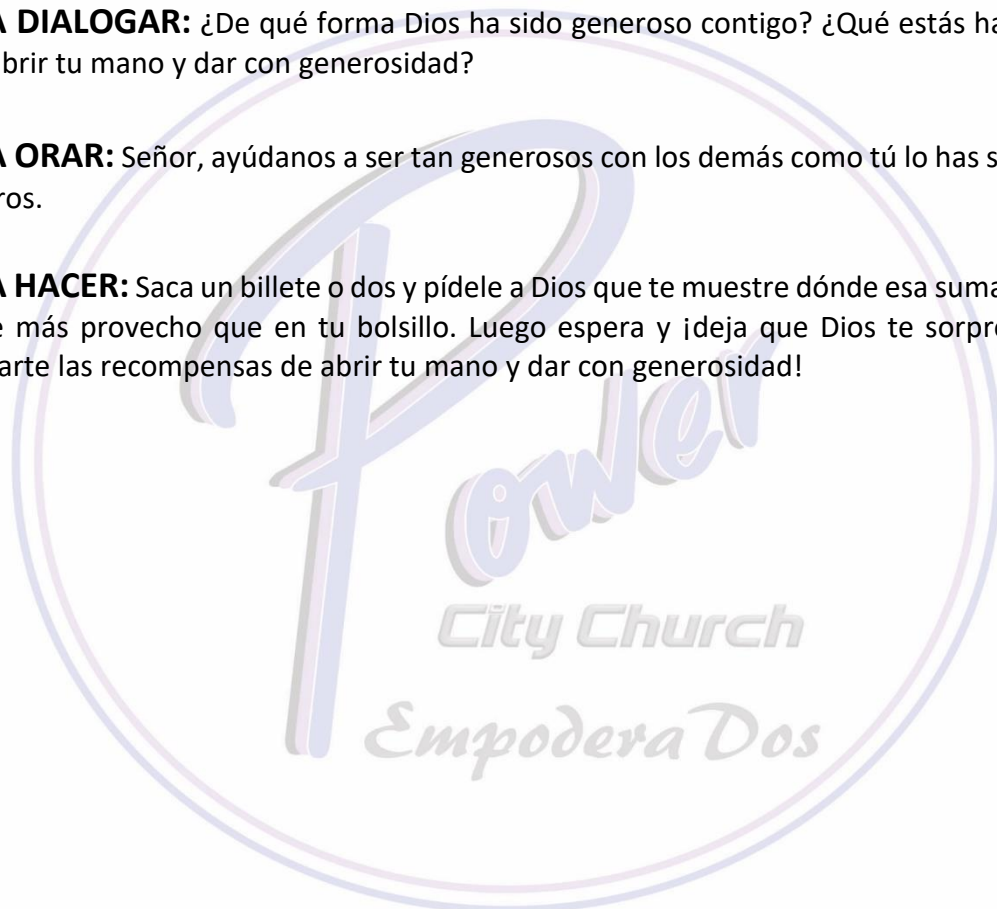 A DIALOGAR: ¿De qué forma Dios ha sido generoso contigo? ¿Qué estás ha
brir tu mano y dar con generosidad?
A ORAR: Señor, ayúdanos a ser tan generosos con los demás como tú lo has s
ros.
A HACER: Saca un billete o dos y pídele a Dios que te muestre dónde esa suma
e más provecho que en tu bolsillo. Luego espera y ¡deja que Dios te sorpre
arte las recompensas de abrir tu mano y dar con generosidad!
Power
City Church
EmpoderaDos